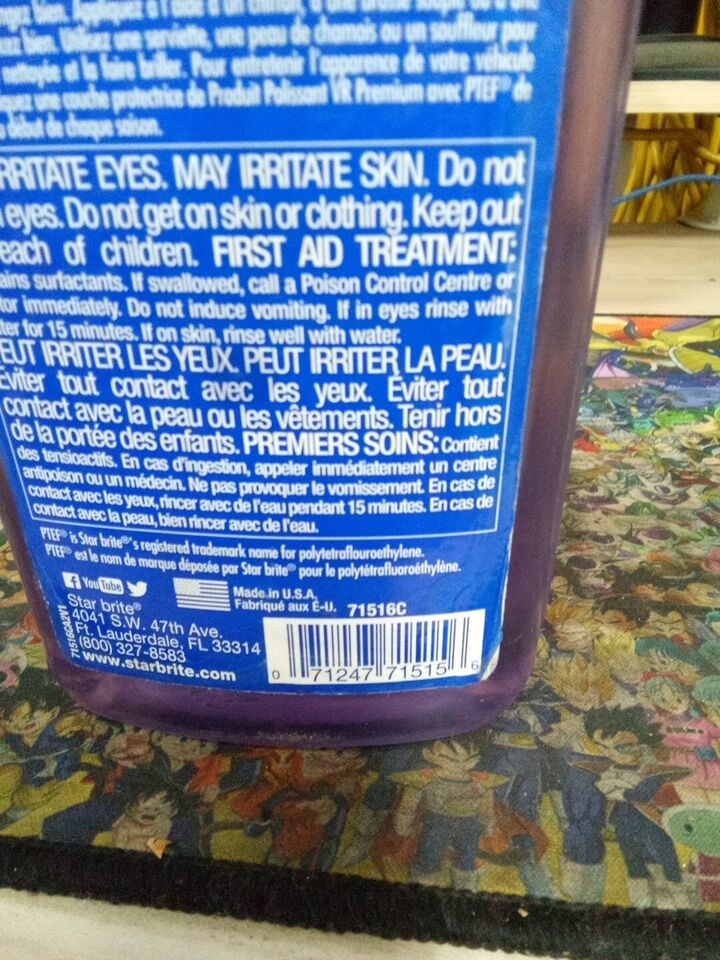 bien. Utilisez une serviette, une peau de chamois ou un souffleur pour
nettoyée et la faire briller. Pour entretenir l'apparence de votre véhicule
une couche protectrice de Produit Polissant VR Premium avec PTEF® de
début de chaque saison.
RRITATE EYES. MAY IRRITATE SKIN. Do not
eyes. Do not get on skin or clothing. Keep out
each of children. FIRST AID TREATMENT:
ains surfactants. If swallowed, call a Poison Control Centre or
tor immediately. Do not induce vomiting. If in eyes rinse with
ter for 15 minutes. If on skin, rinse well with water.
EUT IRRITER LES YEUX. PEUT IRRITER LA PEAU.
Éviter tout contact avec les yeux. Éviter tout
contact avec la peau ou les vêtements. Tenir hors
de la portée des enfants. PREMIERS SOINS: Contient
des tensioactifs. En cas d'ingestion, appeler immédiatement un centre
antipoison ou un médecin. Ne pas provoquer le vomissement. En cas de
contact avec les yeux, rincer avec de l'eau pendant 15 minutes. En cas de
contact avec la peau, bien rincer avec de l'eau.
PTEF® is Star brite®'s registered trademark name for polytetraflouroethylene.
PTEF® est le nom de marque déposée par Star brite® pour le polytétrafluoroéthylène.
f YouTube
Made in U.S.A.
Fabriqué aux É-U. 71516C
Star brite®
4041 S.W. 47th Ave.
Ft. Lauderdale, FL 33314
(800) 327-8583
www.starbrite.com
71516CA2V1
0 71247 71515 6